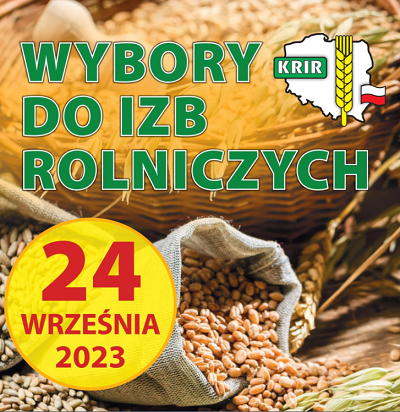 WYBORY
DO IZB
ROLNICZYCH
KRIR
24
WRZEŚNIA
2023